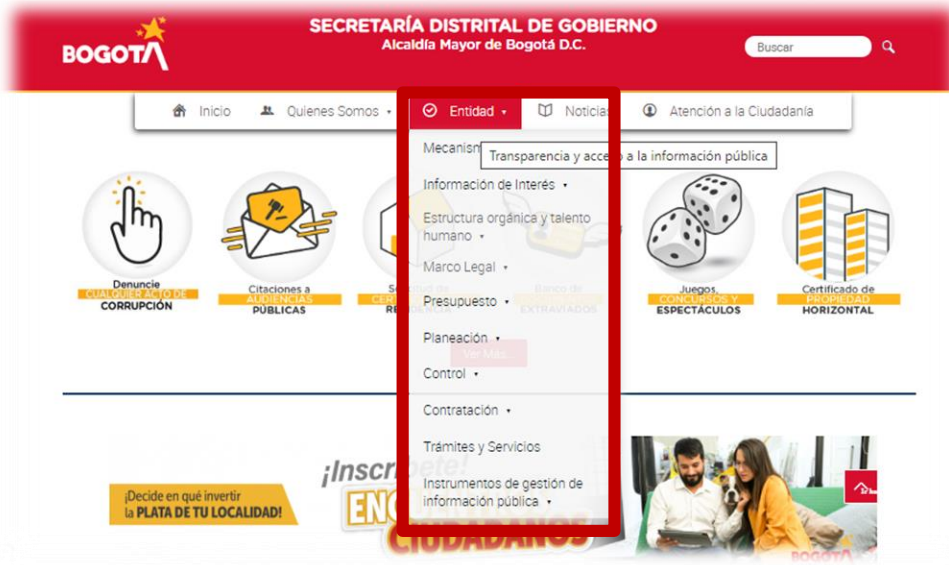 BOGOTÁ
SECRETARÍA DISTRITAL DE GOBIERNO
Alcaldía Mayor de Bogotá D.C.
Buscar
Inicio
Quienes Somos
Entidad
Noticias
Atención a la Ciudadanía
Transparencia y acceso a la información pública
Información de Interés
Estructura orgánica y talento
humano
Marco Legal
Presupuesto
Planeación
Control
Contratación
Trámites y Servicios
Instrumentos de gestión de
información pública
Denuncie
CUALQUIER ACTO DE
CORRUPCIÓN
Citaciones a
AUDIENCIAS
PÚBLICAS
Banco de
EXTRAVIADOS
Juegos,
CONCURSOS Y
ESPECTÁCULOS
Certificado de
PROPIEDAD
HORIZONTAL
Ver Más
¡Decide en qué invertir
la PLATA DE TU LOCALIDAD!
¡Inscríbete!
CIUDADANOS
BOGOTÁ